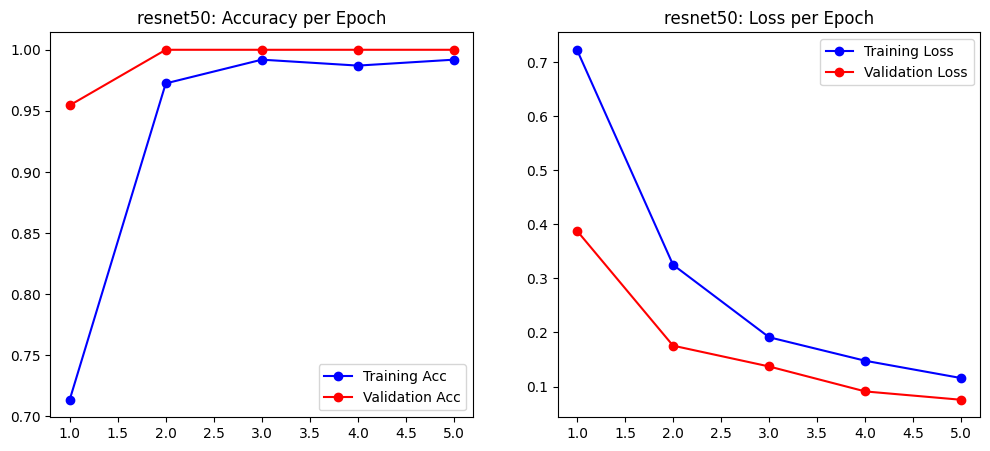 resnet50: Accuracy per Epoch
1.00
0.95
0.90
0.85
0.80
0.75
0.70
1.0 1.5 2.0 2.5 3.0 3.5 4.0 4.5 5.0
Training Acc
Validation Acc
resnet50: Loss per Epoch
0.7
0.6
0.5
0.4
0.3
0.2
0.1
1.0 1.5 2.0 2.5 3.0 3.5 4.0 4.5 5.0
Training Loss
Validation Loss